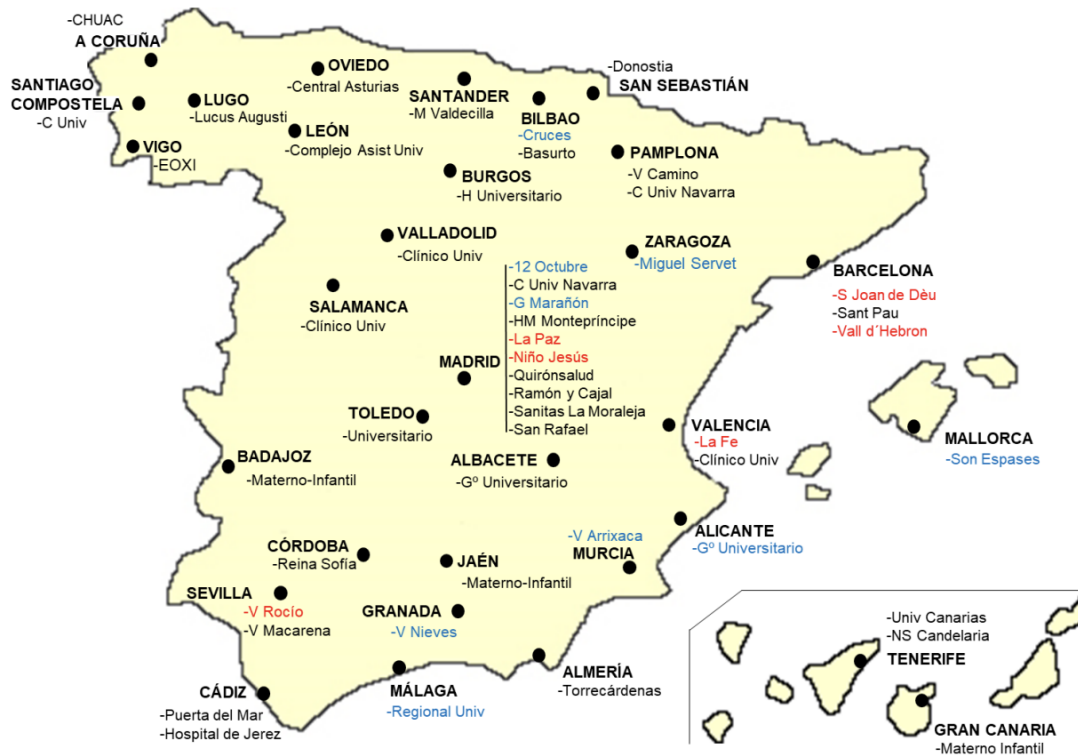 -CHUAC
A CORUÑA
SANTIAGO
COMPOSTELA
-C Univ
LUGO
-Lucus Augusti
VIGO
-EOXI
OVIEDO
-Central Asturias
LEÓN
-Complejo Asist Univ
SANTANDER
-M Valdecilla
BILBAO
-Cruces
-Basurto
-Donostia
SAN SEBASTIÁN
PAMPLONA
-V Camino
-C Univ Navarra
BURGOS
-H Universitario
VALLADOLID
-Clínico Univ
ZARAGOZA
-Miguel Servet
BARCELONA
-S Joan de Dèu
-Sant Pau
-Vall d´Hebron
SALAMANCA
-Clínico Univ
MADRID
-12 Octubre
-C Univ Navarra
-G Marañón
-HM Montepríncipe
-La Paz
-Niño Jesús
-Quirónsalud
-Ramón y Cajal
-Sanitas La Moraleja
-San Rafael
TOLEDO
-Universitario
VALENCIA
-La Fe
-Clínico Univ
MALLORCA
-Son Espases
BADAJOZ
-Materno-Infantil
ALBACETE
-Gº Universitario
ALICANTE
-Gº Universitario
-V Arrixaca
MURCIA
CÓRDOBA
-Reina Sofía
JAÉN
-Materno-Infantil
SEVILLA
-V Rocío
-V Macarena
GRANADA
-V Nieves
ALMERÍA
-Torrecárdenas
MÁLAGA
-Regional Univ
CÁDIZ
-Puerta del Mar
-Hospital de Jerez
-Univ Canarias
-NS Candelaria
TENERIFE
GRAN CANARIA
-Materno Infantil